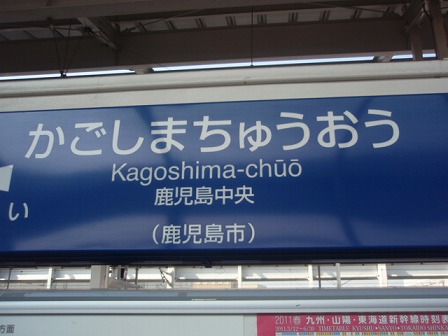 かごしまちゅうおう
Kagoshima-chūō
鹿児島中央
い
(鹿児島市)
2011春 九州・山陽・東海道新幹線時刻表
方面